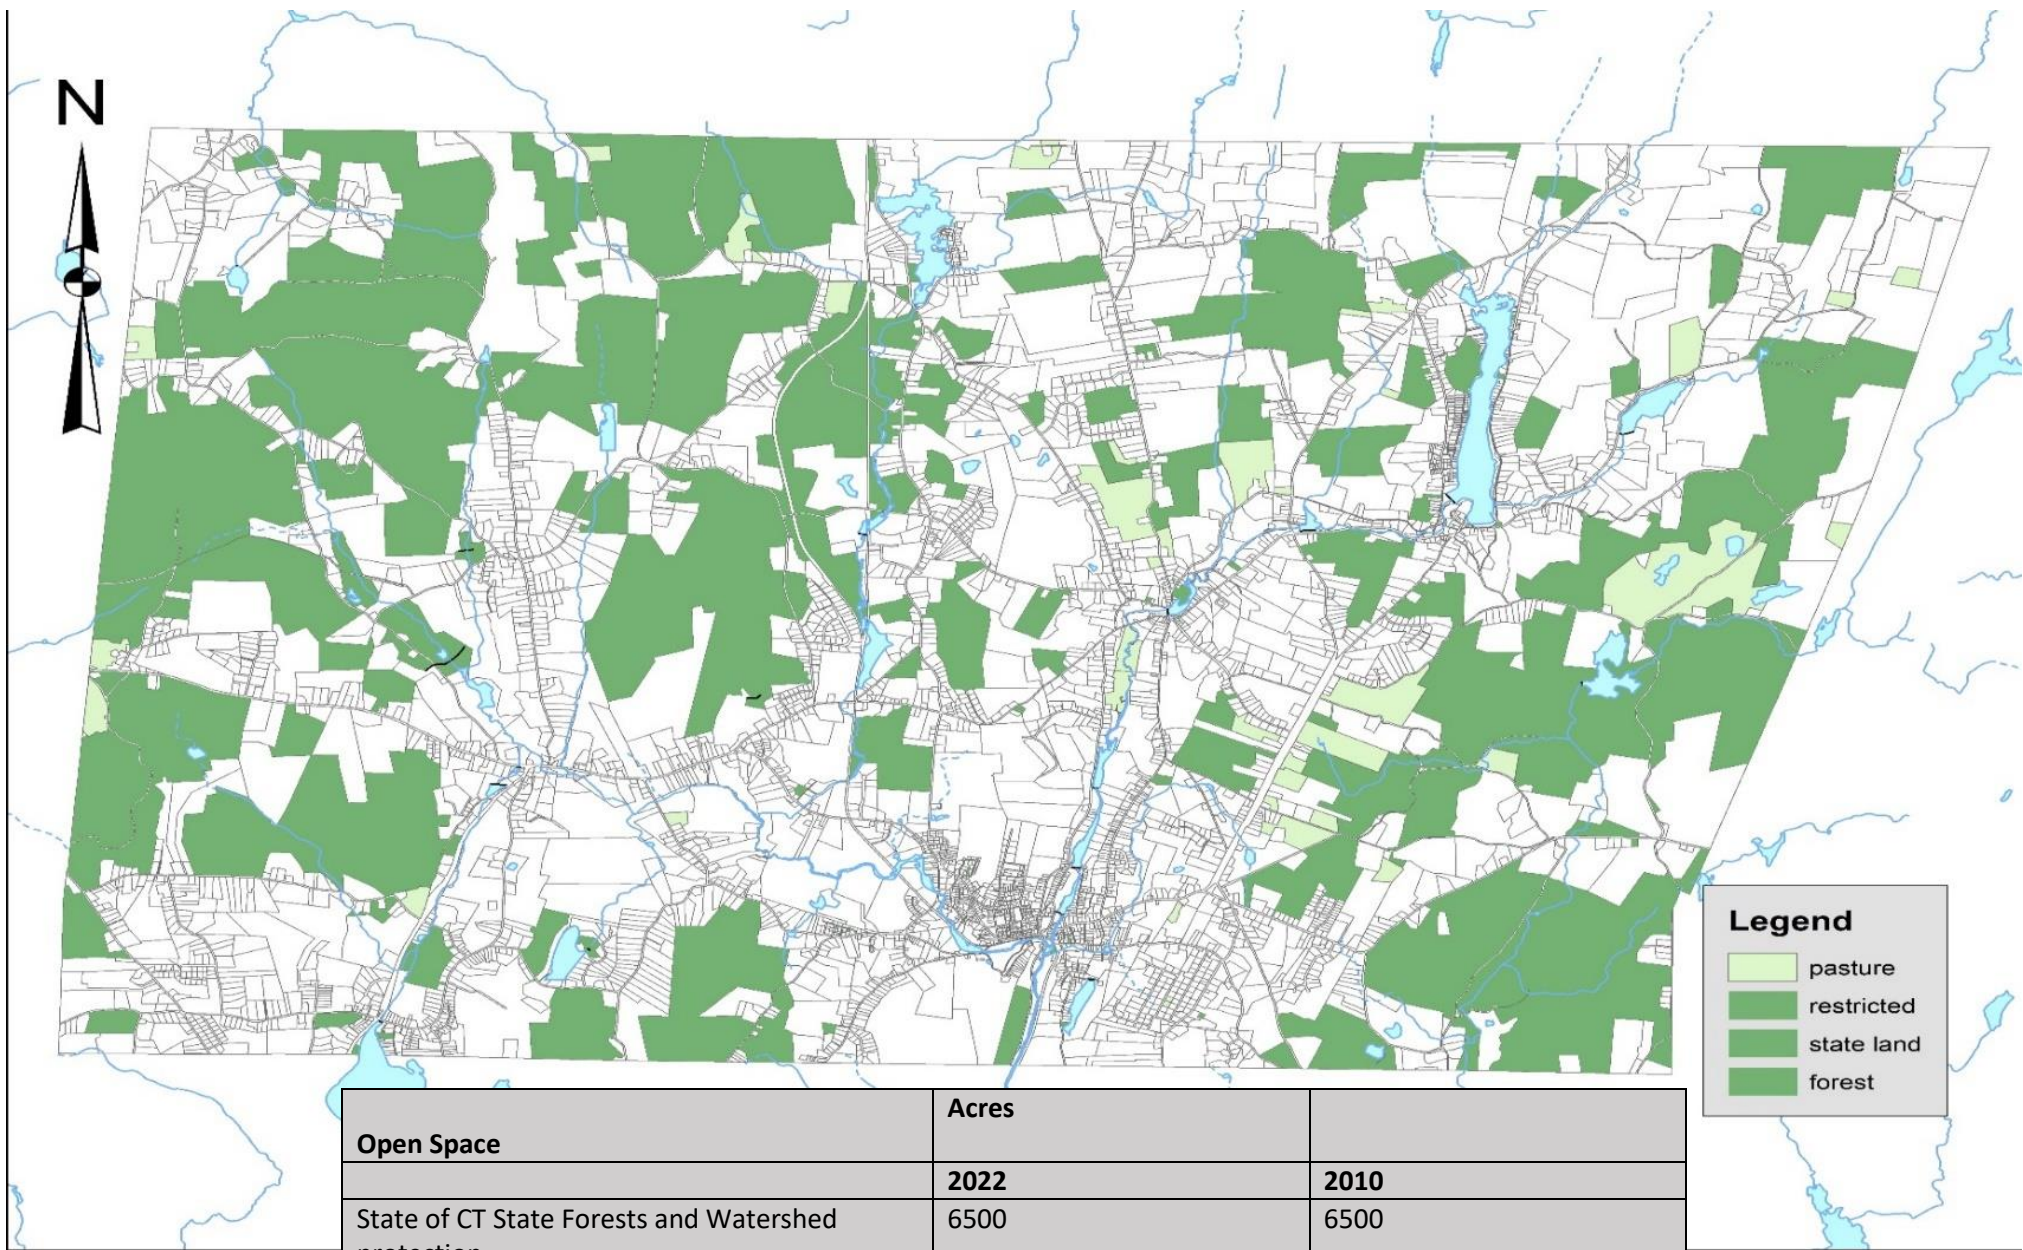 N
Legend
pasture
restricted
state land
forest
Acres
Open Space
2022 2010
State of CT State Forests and Watershed 6500 6500
protection